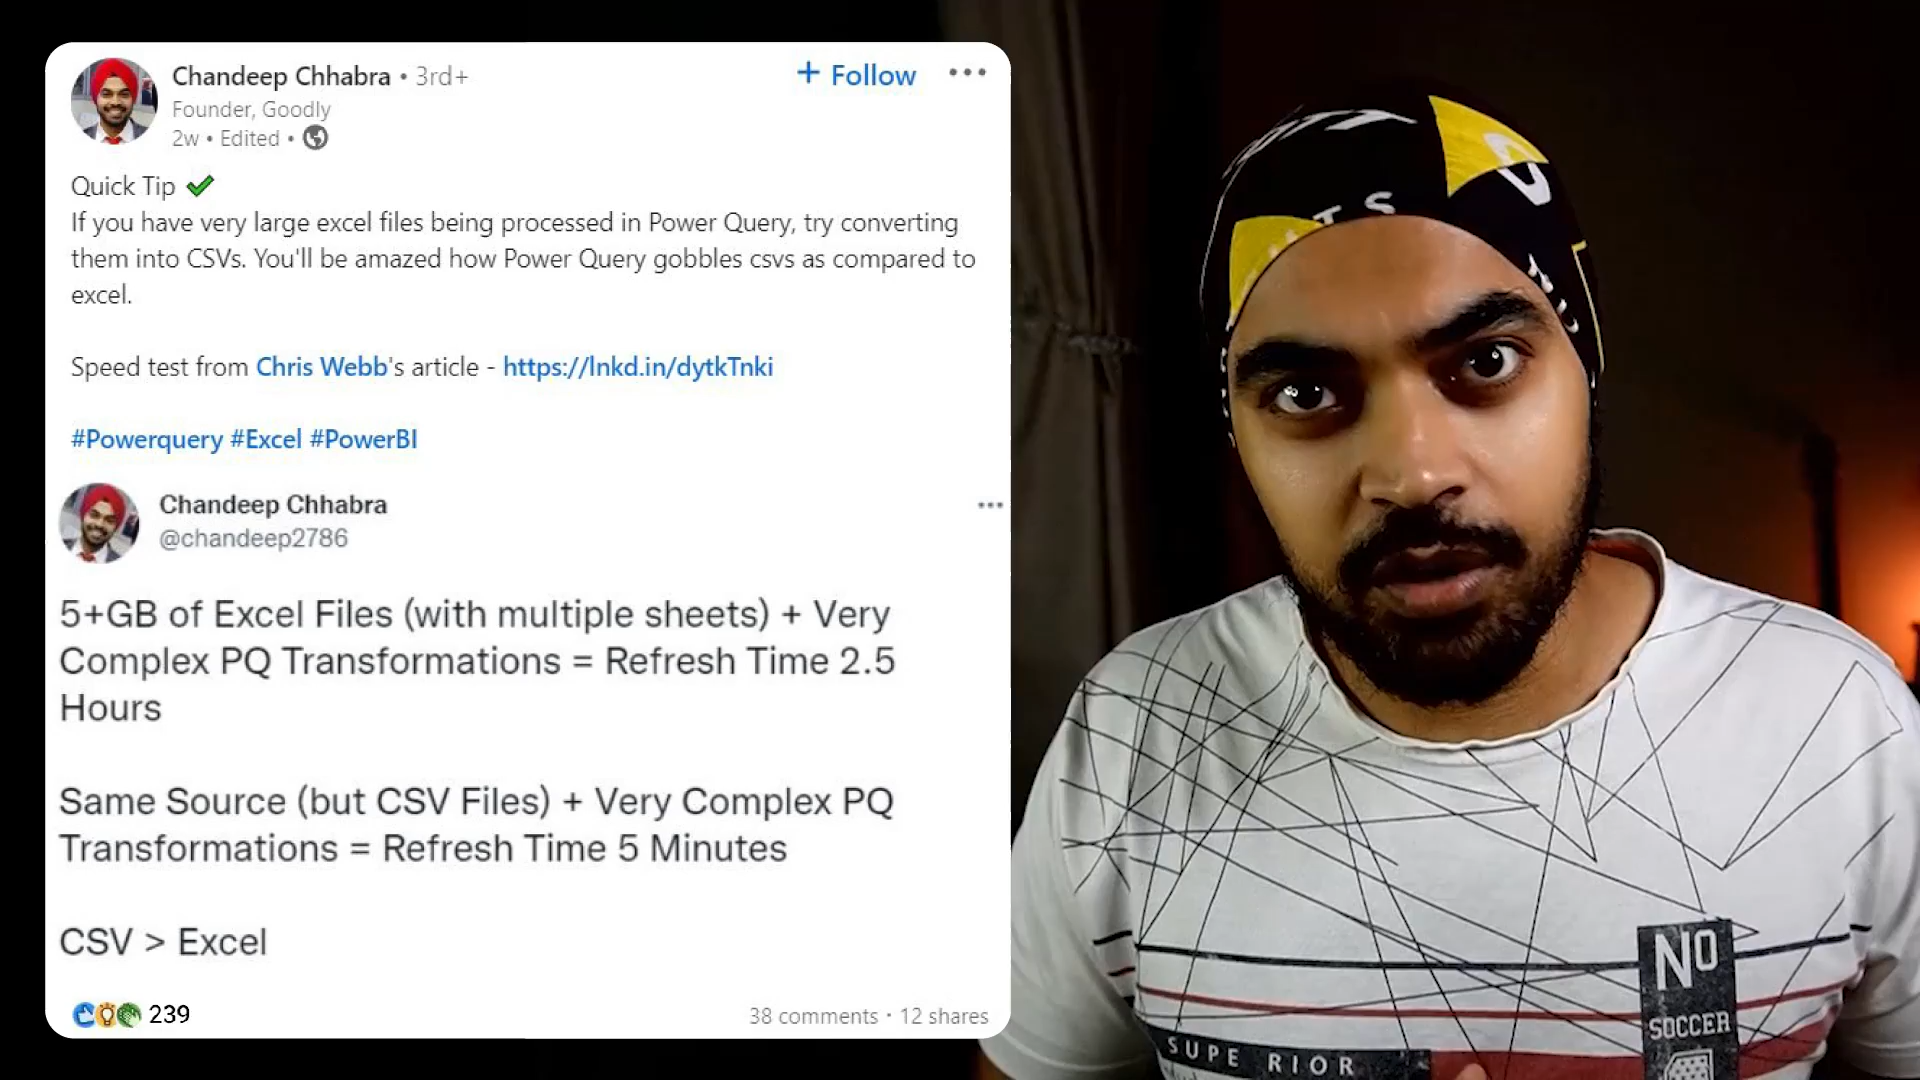 Chandeep Chhabra • 3rd+
+ Follow
Founder, Goodly
2w • Edited •
Quick Tip
If you have very large excel files being processed in Power Query, try converting
them into CSVs. You'll be amazed how Power Query gobbles csvs as compared to
excel.
Speed test from Chris Webb's article - https://lnkd.in/dytkTnki
#Powerquery #Excel #PowerBI
Chandeep Chhabra
@chandeep2786
5+GB of Excel Files (with multiple sheets) + Very
Complex PQ Transformations = Refresh Time 2.5
Hours
Same Source (but CSV Files) + Very Complex PQ
Transformations = Refresh Time 5 Minutes
CSV > Excel
239
38 comments • 12 shares
NO
SOCCER
SUPE RIOR